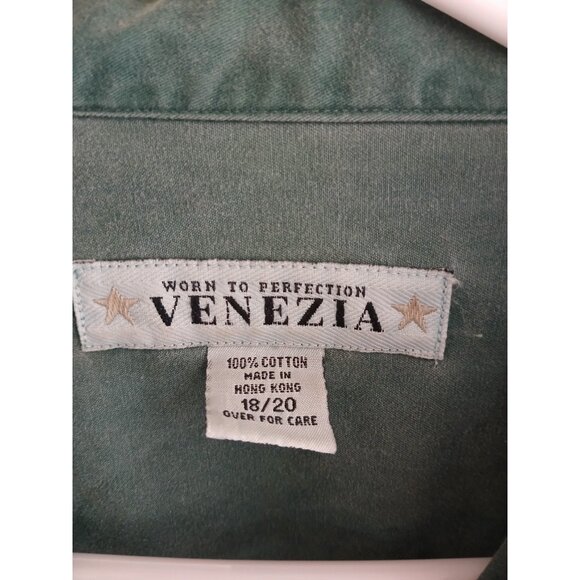 WORN TO PERFECTION
VENEZIA
100% COTTON
MADE IN
HONG KONG
18/20
OVER FOR CARE